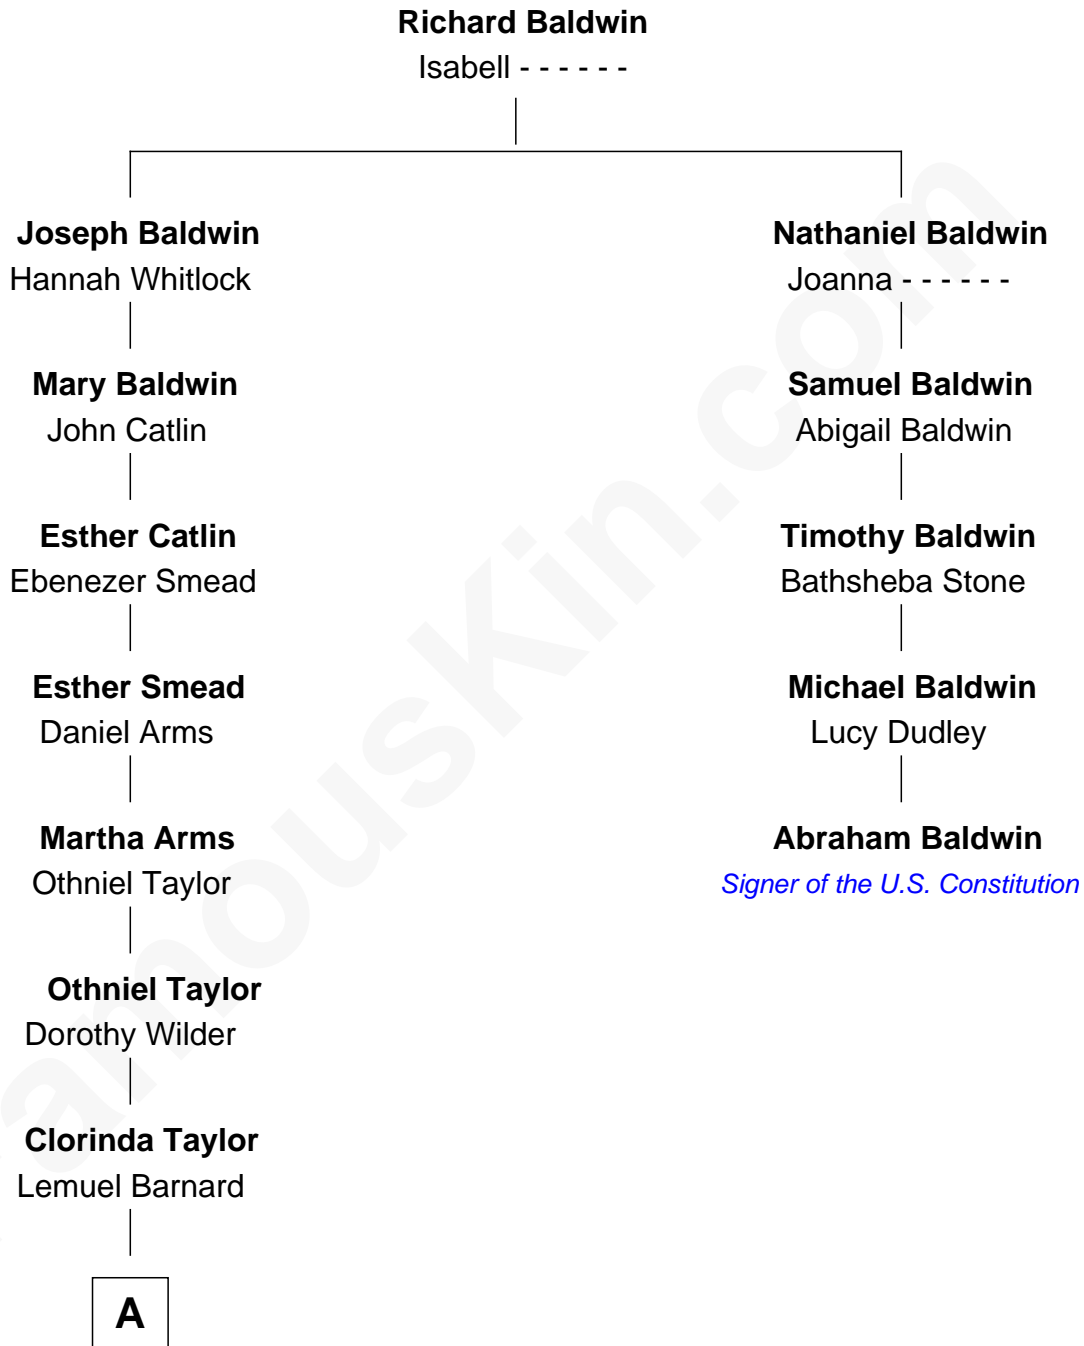 Richard Baldwin
Isabell - - - - - -
Joseph Baldwin
Hannah Whitlock
Nathaniel Baldwin
Joanna - - - - - -
Mary Baldwin
John Catlin
Samuel Baldwin
Abigail Baldwin
Esther Catlin
Ebenezer Smead
Timothy Baldwin
Bathsheba Stone
Esther Smead
Daniel Arms
Michael Baldwin
Lucy Dudley
Martha Arms
Othniel Taylor
Abraham Baldwin
Signer of the U.S. Constitution
Othniel Taylor
Dorothy Wilder
Clorinda Taylor
Lemuel Barnard
A
famouskin.com